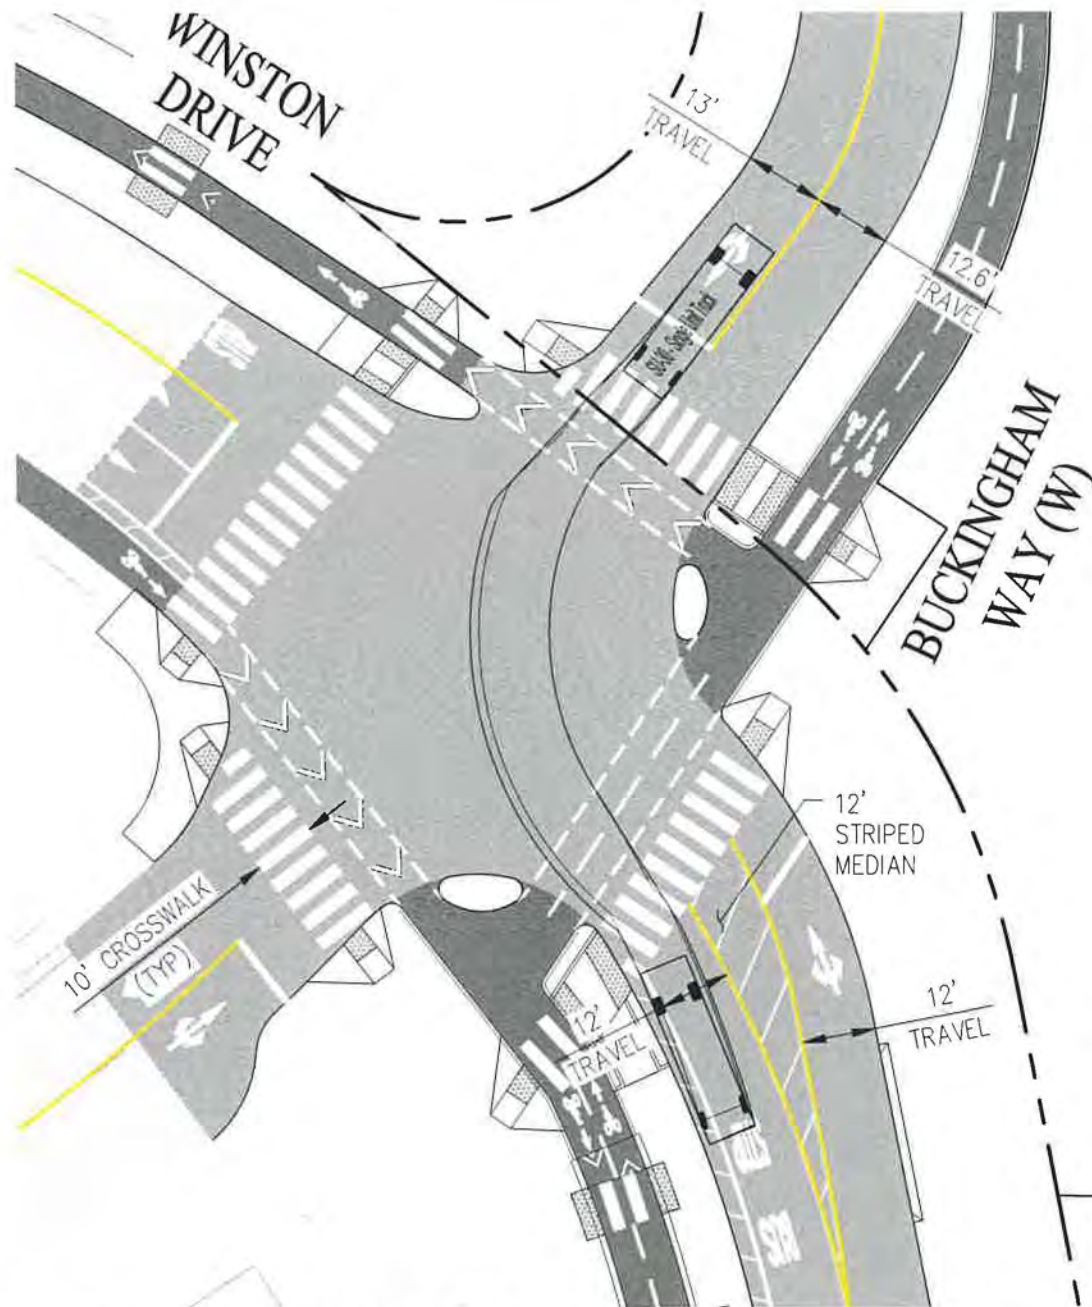 WINSTON
DRIVE
13'
TRAVEL
12.6'
TRAVEL
BUCKINGHAM
WAY (W)
12'
STRIPED
MEDIAN
10' CROSSWALK
(TYP)
12'
TRAVEL
12'
TRAVEL